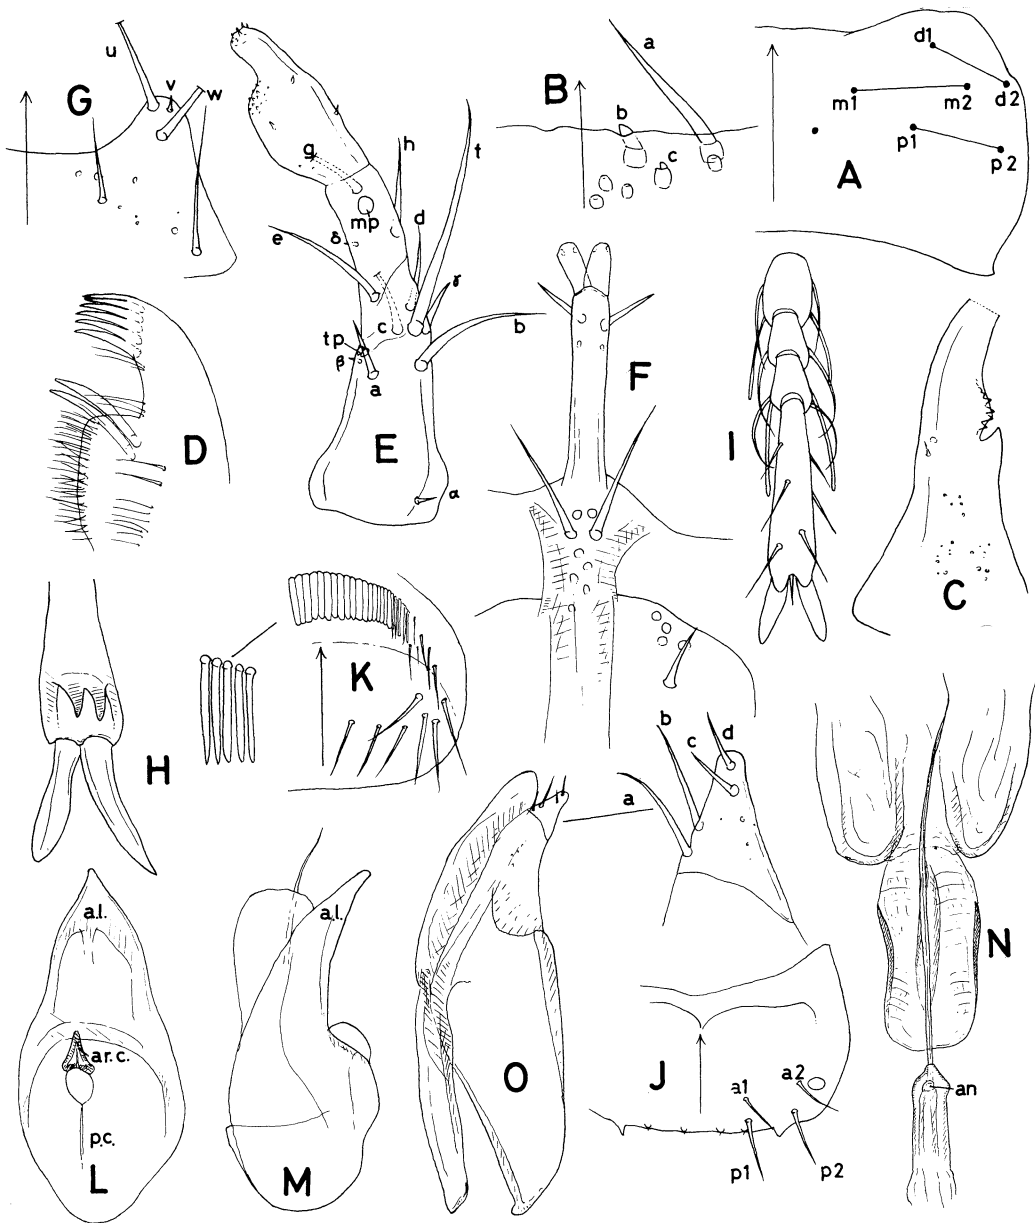 u
v
w
G
B
a
b
c
A
d1
d2
m1
m2
p1
p2
g
h
t
mp
d
δ
e
γ
c
b
tp
β
a
E
α
D
F
I
C
K
H
b
d
c
a
a.l.
a.l.
N
ar.c.
O
J
a1
a2
an
p.c.
L
M
p1
p2